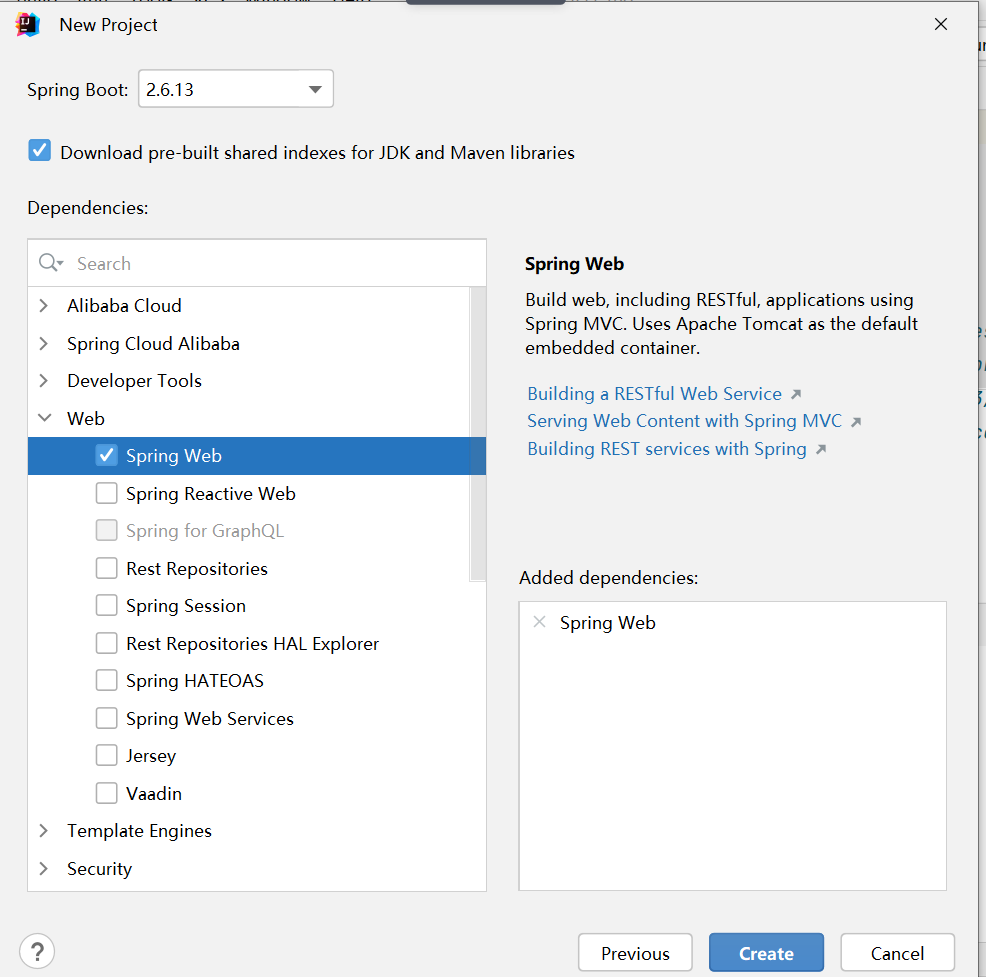 New Project
Spring Boot:
2.6.13
Download pre-built shared indexes for JDK and Maven libraries
Dependencies:
Search
Alibaba Cloud
Spring Cloud Alibaba
Developer Tools
Web
Spring Web
Spring Reactive Web
Spring for GraphQL
Rest Repositories
Spring Session
Rest Repositories HAL Explorer
Spring HATEOAS
Spring Web Services
Jersey
Vaadin
Template Engines
Security
Spring Web
Build web, including RESTful, applications using
Spring MVC. Uses Apache Tomcat as the default
embedded container.
Building a RESTful Web Service
Serving Web Content with Spring MVC
Building REST services with Spring
Added dependencies:
Spring Web
?
Previous
Create
Cancel